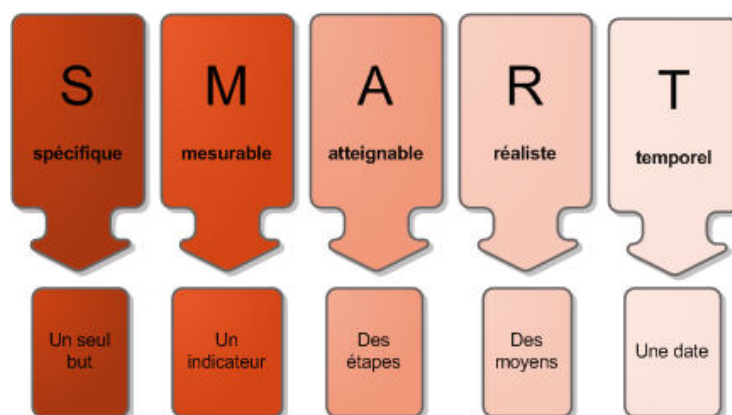 S
spécifique
Un seul
but
M
mesurable
Un
indicateur
A
atteignable
Des
étapes
R
réaliste
Des
moyens
T
temporel
Une date